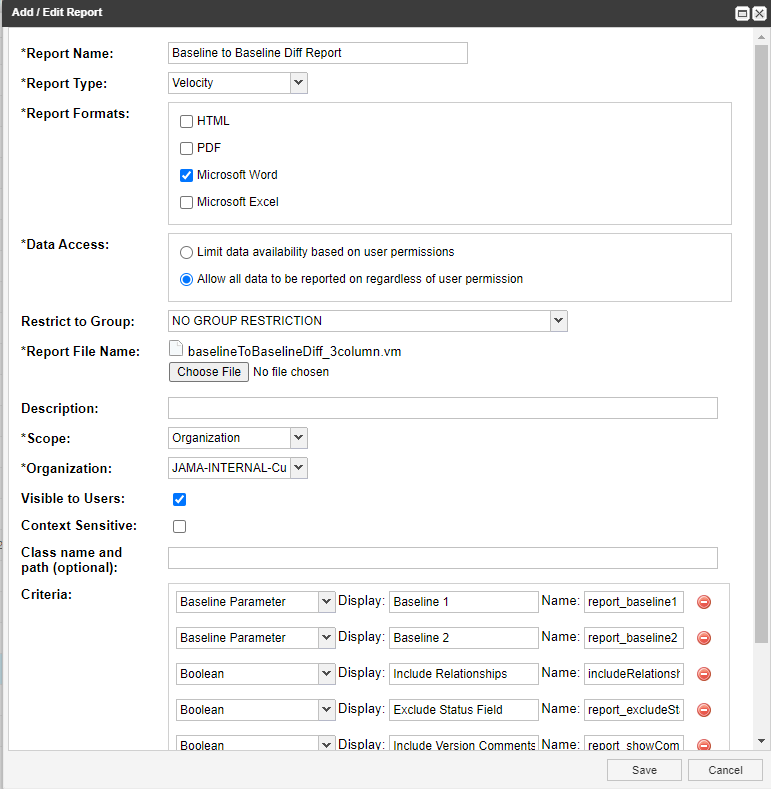 Add / Edit Report
*Report Name: Baseline to Baseline Diff Report
*Report Type: Velocity
*Report Formats:
HTML
PDF
Microsoft Word
Microsoft Excel
*Data Access:
Limit data availability based on user permissions
Allow all data to be reported on regardless of user permission
Restrict to Group: NO GROUP RESTRICTION
*Report File Name: baselineToBaselineDiff_3column.vm
Choose File No file chosen
Description:
*Scope: Organization
*Organization: JAMA-INTERNAL-Cu
Visible to Users:
Context Sensitive:
Class name and
path (optional):
Criteria:
Baseline Parameter Display: Baseline 1 Name: report_baseline1
Baseline Parameter Display: Baseline 2 Name: report_baseline2
Boolean Display: Include Relationships Name: includeRelationsh
Boolean Display: Exclude Status Field Name: report_excludeSta
Boolean Display: Include Version Comments Name: report_showCom
Save Cancel